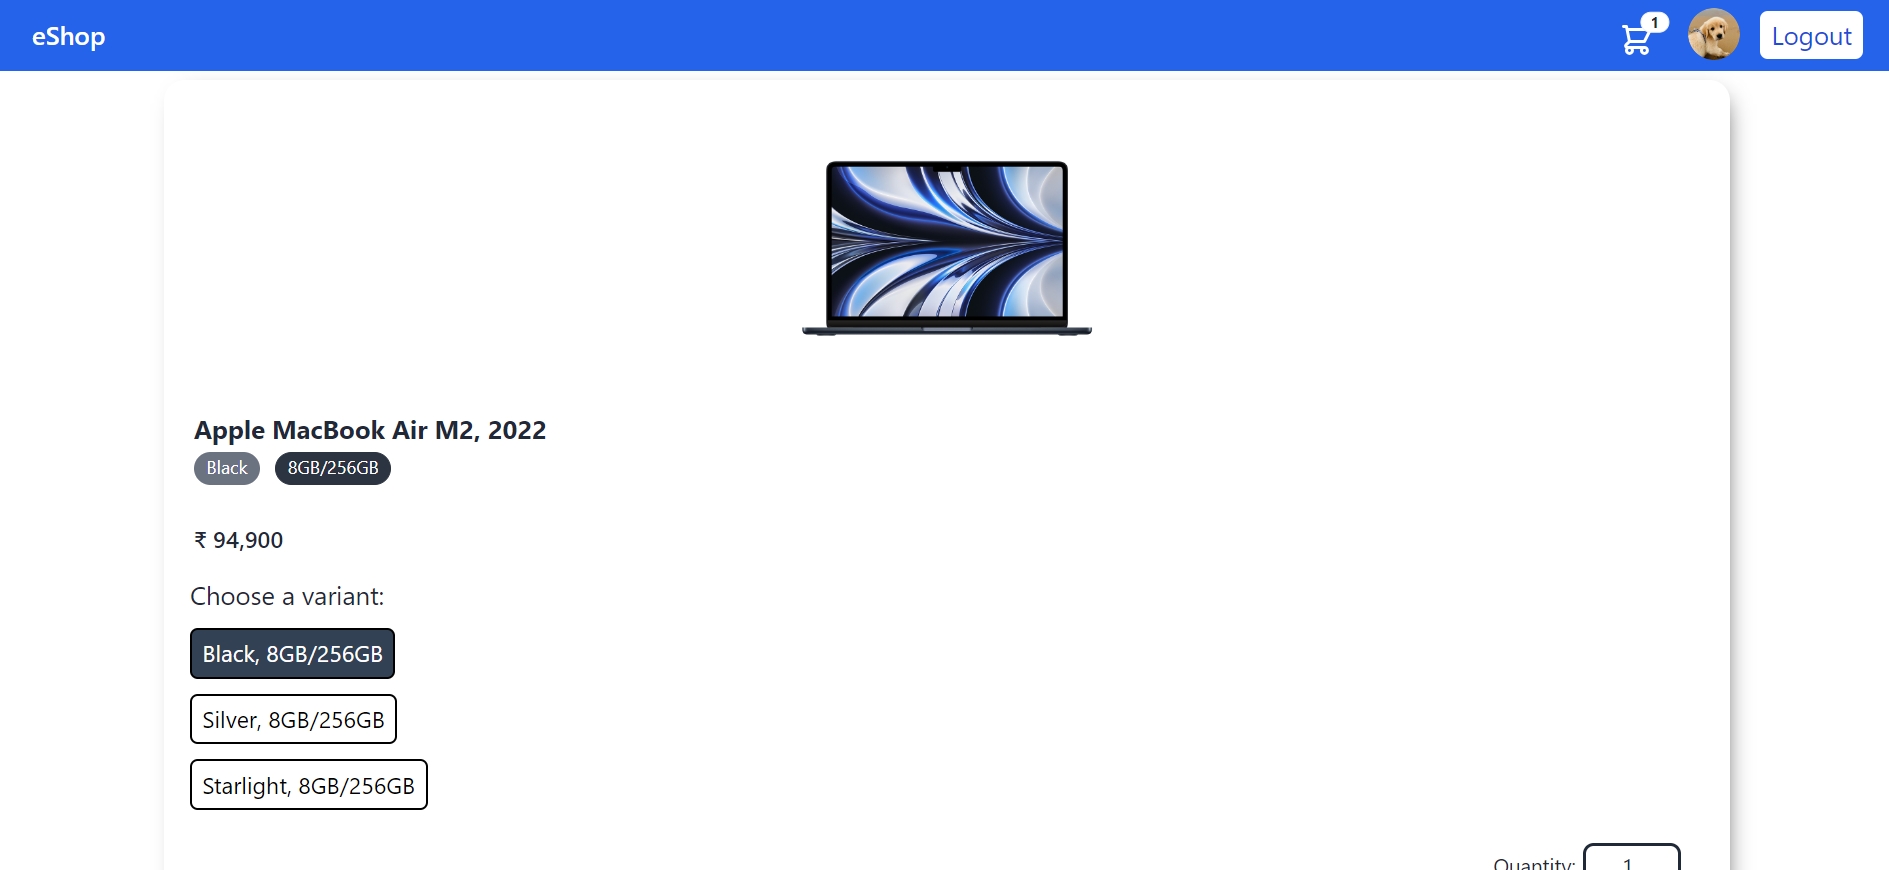 eShop
1
Logout
Apple MacBook Air M2, 2022
Black
8GB/256GB
₹ 94,900
Choose a variant:
Black, 8GB/256GB
Silver, 8GB/256GB
Starlight, 8GB/256GB
Quantity: 1